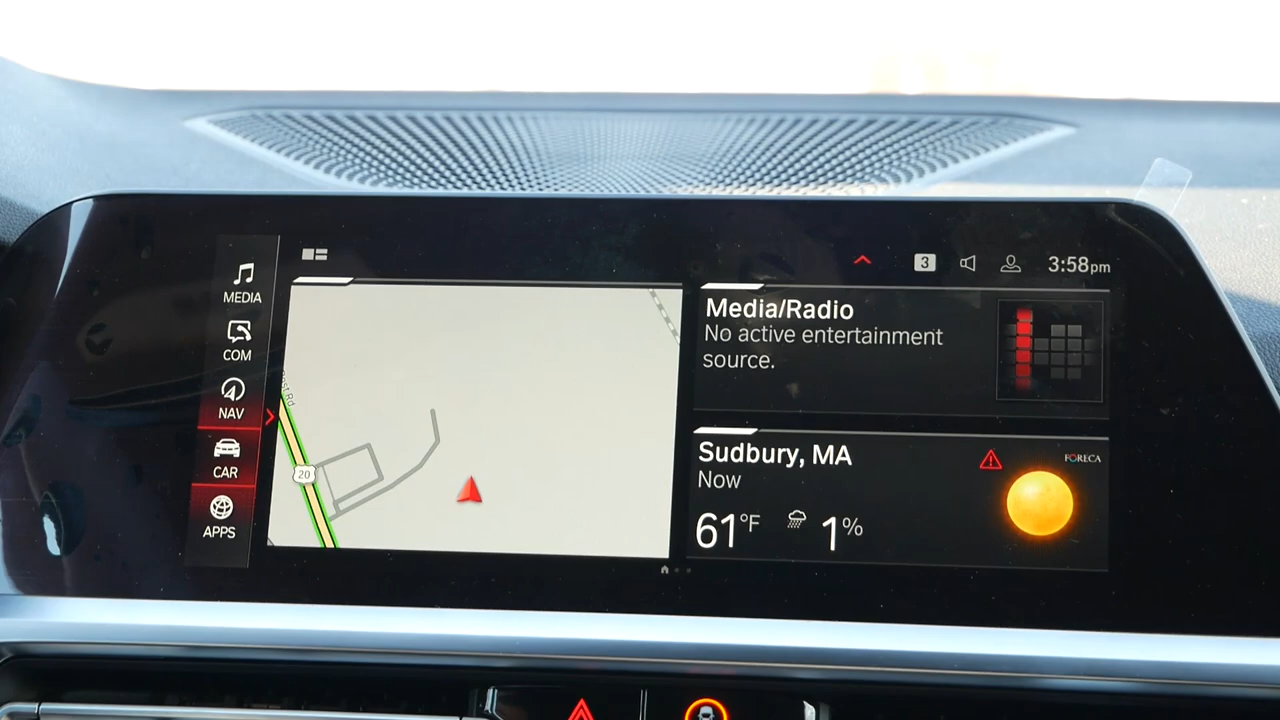 MEDIA
COM
NAV
CAR
APPS
3
3:58pm
20
Media/Radio
No active entertainment
source.
Sudbury, MA
FORECA
Now
61°F
1%